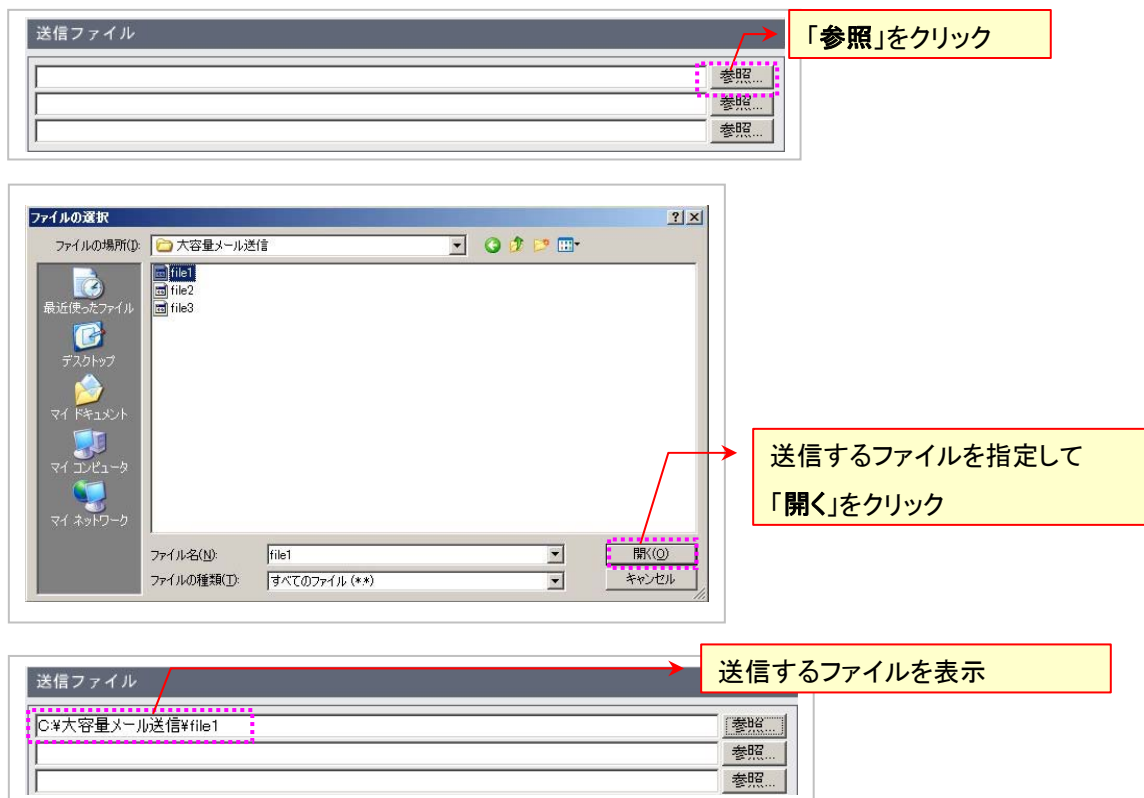 送信ファイル
「参照」をクリック
参照...
参照...
参照...
ファイルの選択
ファイルの場所(I):
大容量メール送信
file1
file2
file3
最近使ったファイル
デスクトップ
マイ ドキュメント
マイ コンピュータ
マイ ネットワーク
送信するファイルを指定して
「開く」をクリック
ファイル名(N):
file1
開く(O)
ファイルの種類(T):
すべてのファイル (*.*)
キャンセル
送信するファイルを表示
送信ファイル
C:¥大容量メール送信¥file1
参照...
参照...
参照...